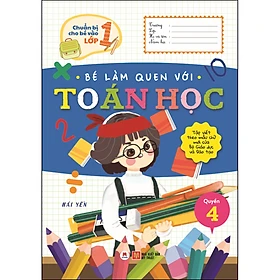 Chuẩn bị
cho bé vào
LỚP 1
Trường:
Lớp:
Họ và tên:
Năm học:
BÉ LÀM QUEN VỚI
TOÁN HỌC
Tập viết
theo mẫu chữ
mới của
Bộ Giáo dục
và Đào tạo
HẢI YẾN
Quyển
4